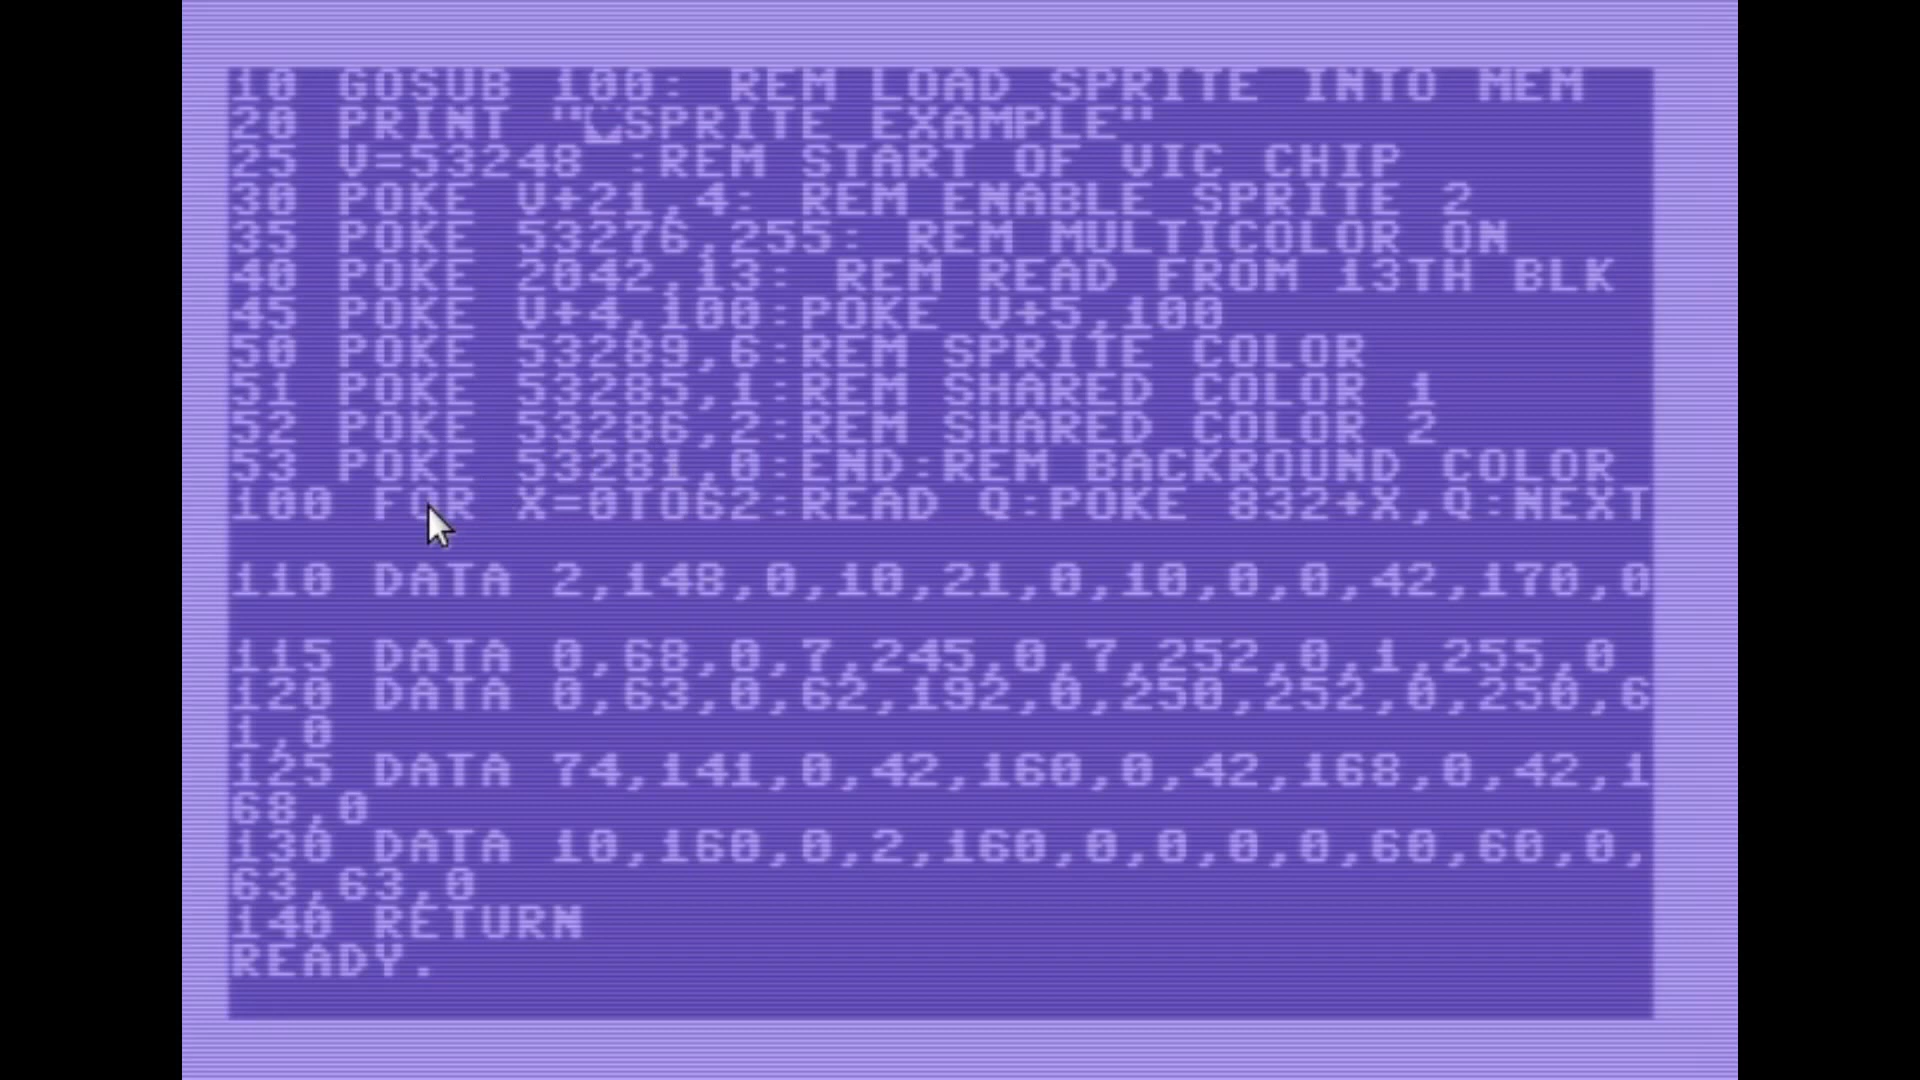 10 GOSUB 100: REM LOAD SPRITE INTO MEM
20 PRINT "SPRITE EXAMPLE"
25 V=53248 :REM START OF VIC CHIP
30 POKE V+21,4: REM ENABLE SPRITE 2
35 POKE 53276,255: REM MULTICOLOR ON
40 POKE 2042,13: REM READ FROM 13TH BLK
45 POKE V+4,100:POKE V+5,100
50 POKE 53289,6:REM SPRITE COLOR
51 POKE 53285,1:REM SHARED COLOR 1
52 POKE 53286,2:REM SHARED COLOR 2
53 POKE 53281,0:END:REM BACKROUND COLOR
100 FOR X=0TO62:READ Q:POKE 832+X,Q:NEXT
110 DATA 2,148,0,10,21,0,10,0,0,42,170,0
115 DATA 0,68,0,7,245,0,7,252,0,1,255,0
120 DATA 0,63,0,62,192,0,250,252,0,250,6
1,0
125 DATA 74,141,0,42,160,0,42,168,0,42,1
68,0
130 DATA 10,160,0,2,160,0,0,0,0,60,60,0,
63,63,0
140 RETURN
READY.